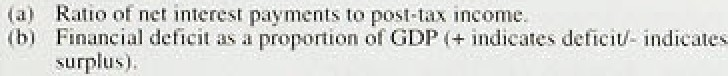 (a) Ratio of net interest payments to post-tax income.
(b) Financial deficit as a proportion of GDP (+ indicates deficit/- indicates
surplus).